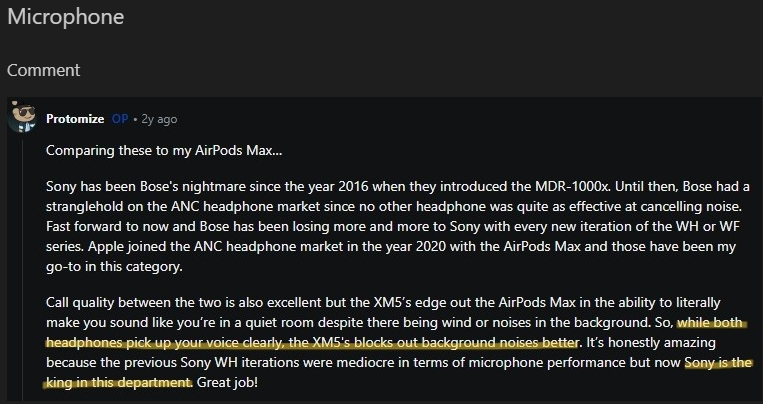 Microphone
Comment
Protomize OP • 2y ago
Comparing these to my AirPods Max...
Sony has been Bose's nightmare since the year 2016 when they introduced the MDR-1000x. Until then, Bose had a
stranglehold on the ANC headphone market since no other headphone was quite as effective at cancelling noise.
Fast forward to now and Bose has been losing more and more to Sony with every new iteration of the WH or WF
series. Apple joined the ANC headphone market in the year 2020 with the AirPods Max and those have been my
go-to in this category.
Call quality between the two is also excellent but the XM5's edge out the AirPods Max in the ability to literally
make you sound like you're in a quiet room despite there being wind or noises in the background. So, while both
headphones pick up your voice clearly, the XM5's blocks out background noises better. It's honestly amazing
because the previous Sony WH iterations were mediocre in terms of microphone performance but now Sony is the
king in this department. Great job!